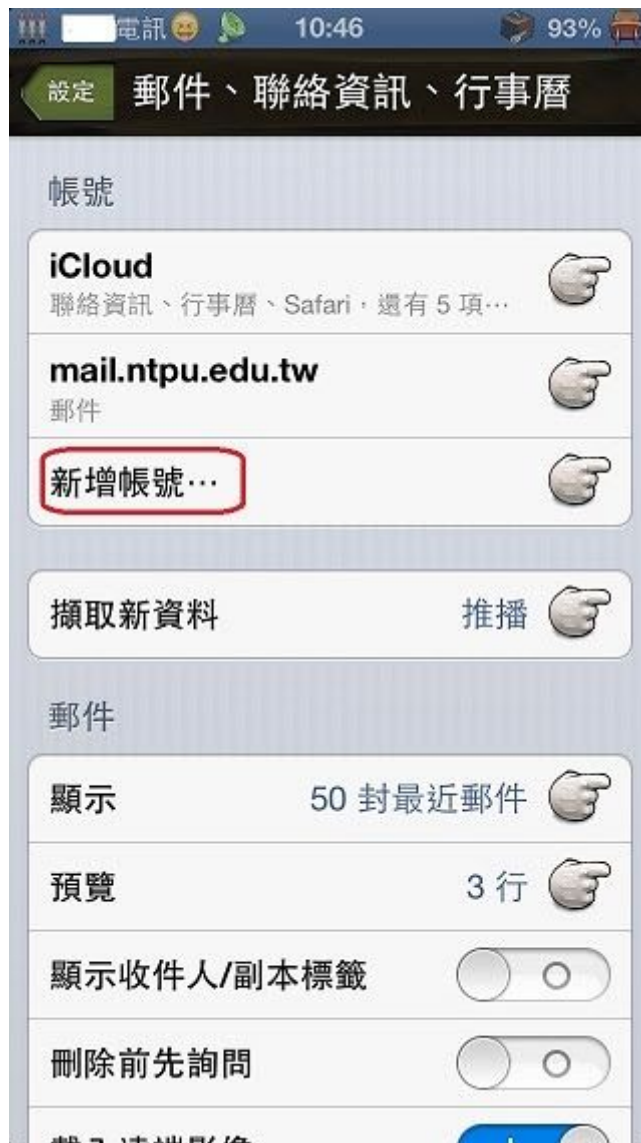 電訊 10:46 93%
設定 郵件、聯絡資訊、行事曆
帳號
iCloud
聯絡資訊、行事曆、Safari，還有 5 項⋯
mail.ntpu.edu.tw
郵件
新增帳號⋯
擷取新資料 推播
郵件
顯示 50 封最近郵件
預覽 3 行
顯示收件人/副本標籤
刪除前先詢問